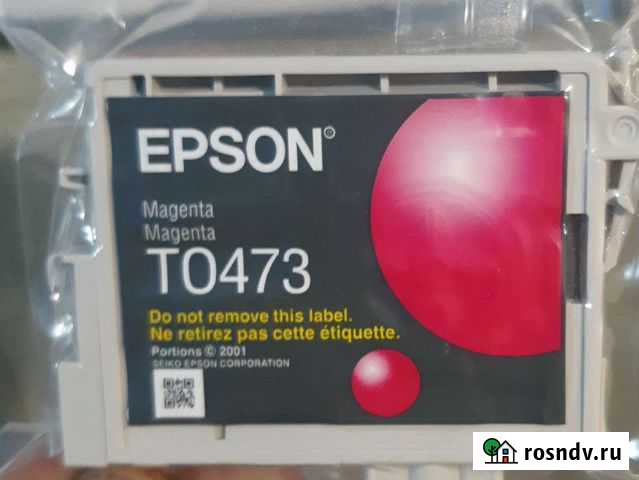 EPSON®
Magenta
Magenta
T0473
Do not remove this label.
Ne retirez pas cette étiquette.
Portions © 2001
SEIKO EPSON CORPORATION
rosndv.ru